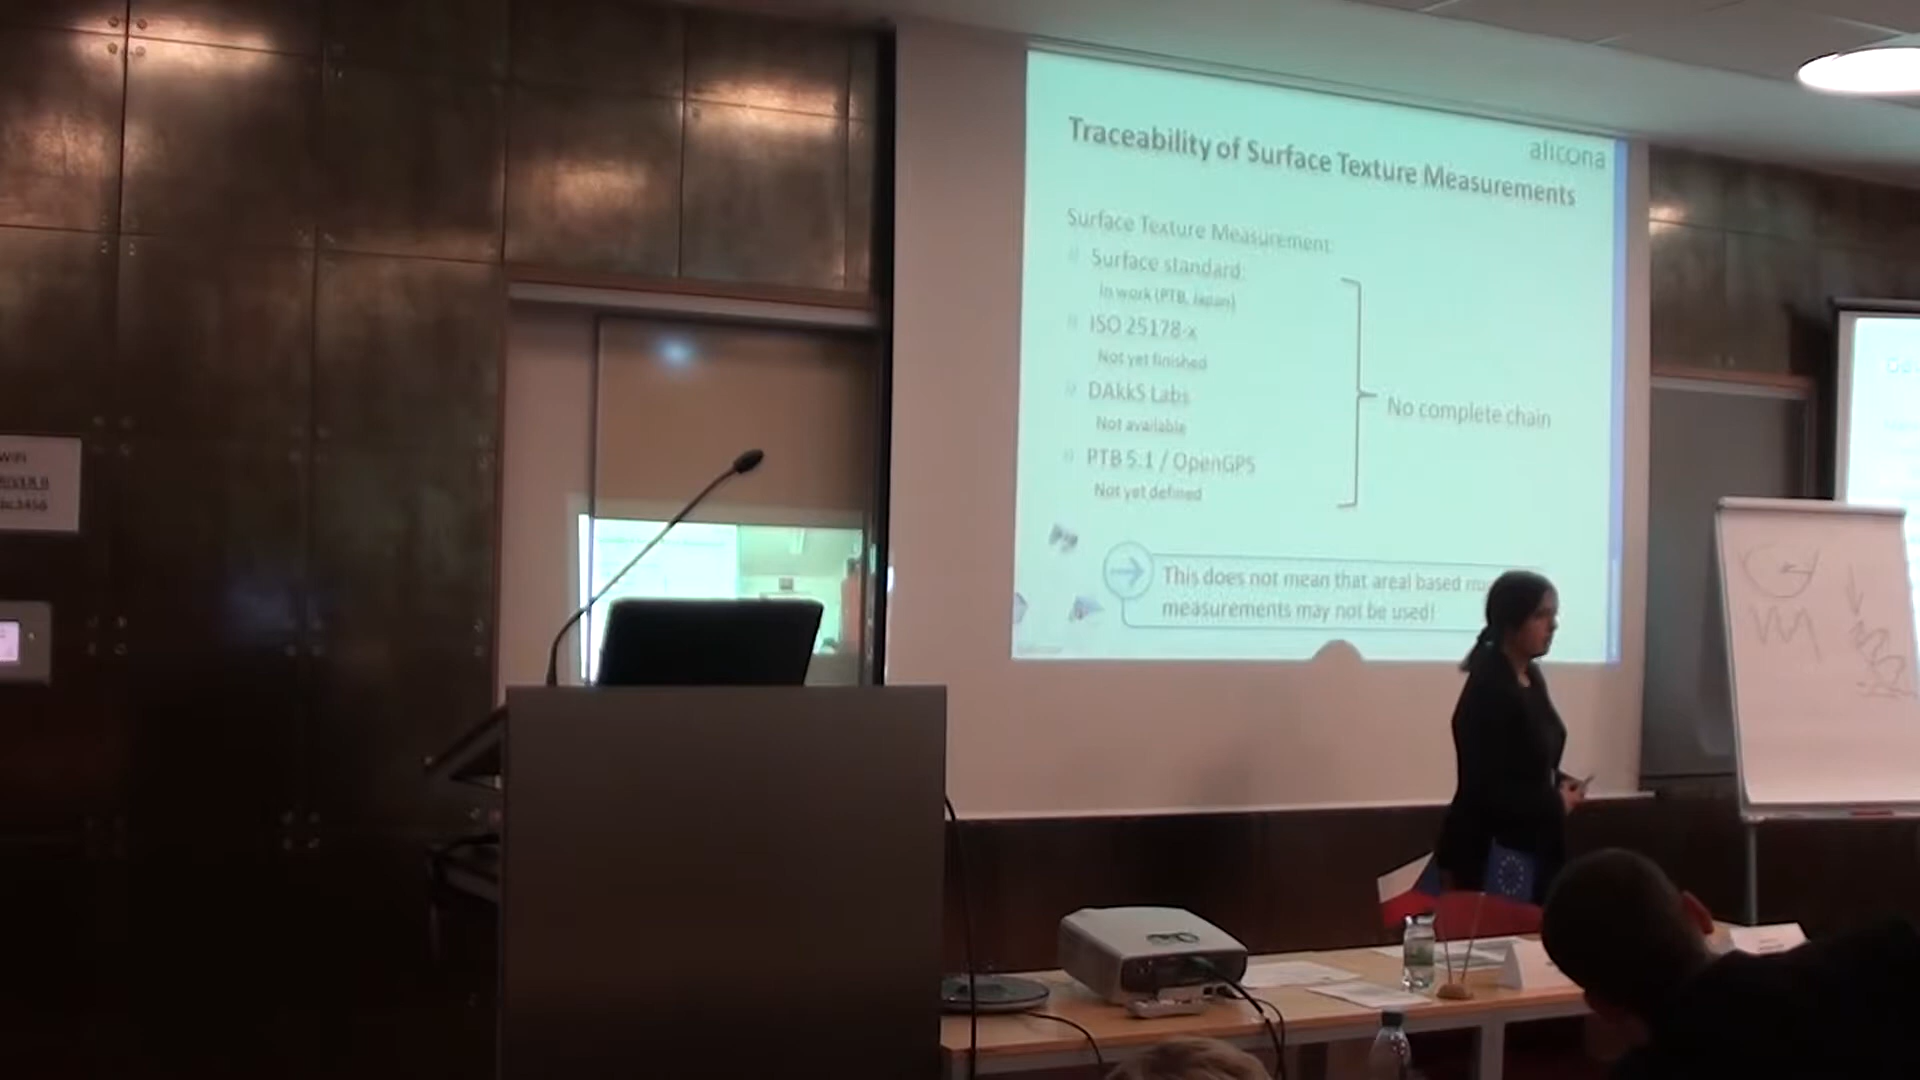 alicona
Traceability of Surface Texture Measurements
Surface Texture Measurement:
Surface standard:
In work (PTB, Japan)
ISO 25178-x
Not yet finished
DAkkS Labs
Not available
PTB 5.1 / OpenGPS
Not yet defined
No complete chain
This does not mean that areal based
measurements may not be used!